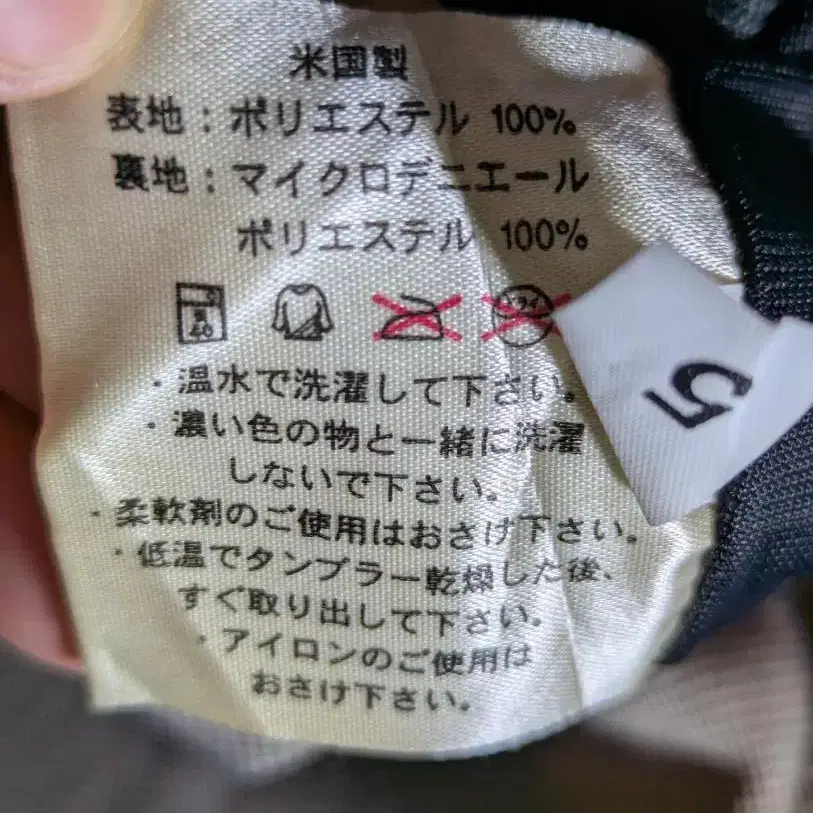 米国製
表地：ポリエステル 100%
裏地：マイクロデニエール
ポリエステル 100%
40
ドライ
・温水で洗濯して下さい。
・濃い色の物と一緒に洗濯
しないで下さい。
・柔軟剤のご使用はおさけ下さい。
・低温でタンブラー乾燥した後、
すぐ取り出して下さい。
・アイロンのご使用は
おさけ下さい。
5